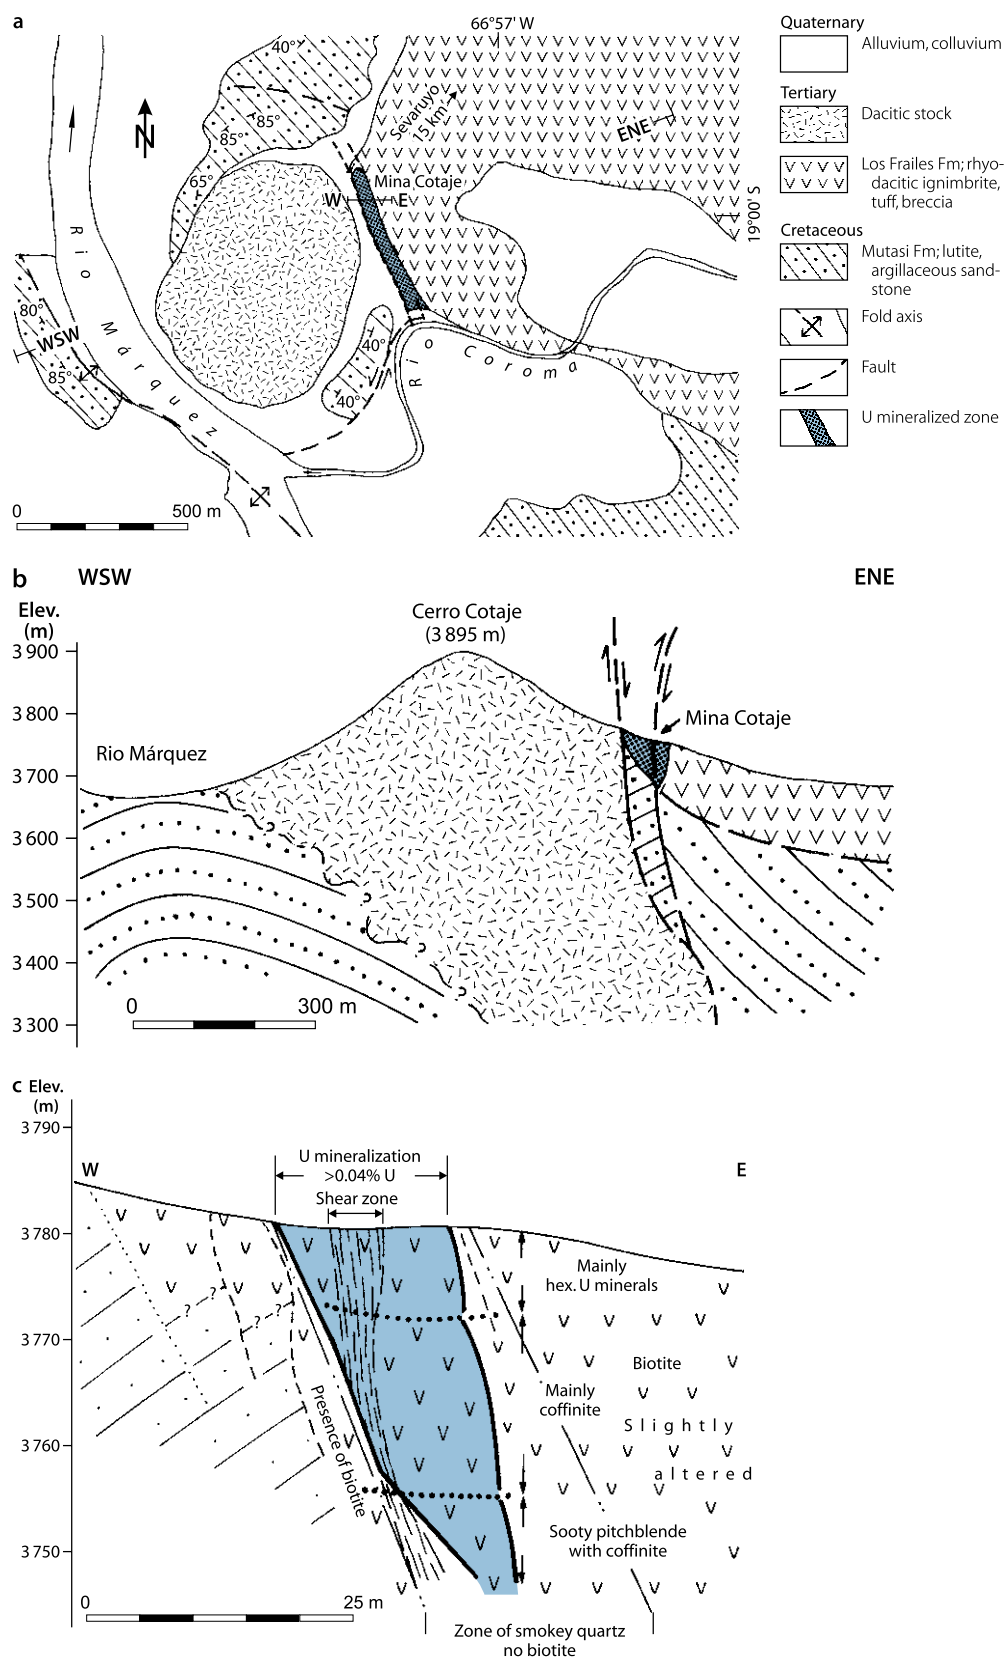 a
66°57' W
Quaternary
Alluvium, colluvium
Tertiary
Dacitic stock
Los Frailes Fm; rhyo-
dacitic ignimbrite,
tuff, breccia
Cretaceous
Mutasi Fm; lutite,
argillaceous sand-
stone
Fold axis
Fault
U mineralized zone
40°
85°
85°
65°
N
Sevaruyo
15 km
ENE
Mina Cotaje
W
E
19°00' S
Rio Márquez
80°
WSW
85°
40°
40°
Rio Coroma
0
500 m
b
WSW
ENE
Elev.
(m)
Cerro Cotaje
(3 895 m)
3 900
3 800
3 700
3 600
3 500
3 400
3 300
Mina Cotaje
Rio Márquez
?
?
?
?
0
300 m
c
Elev.
(m)
3 790
3 780
3 770
3 760
3 750
W
E
U mineralization
>0.04% U
Shear zone
Mainly
hex. U minerals
?
?
?
?
Biotite
Mainly
coffinite
Slightly
altered
Presence of biotite
Sooty pitchblende
with coffinite
0
25 m
Zone of smokey quartz
no biotite